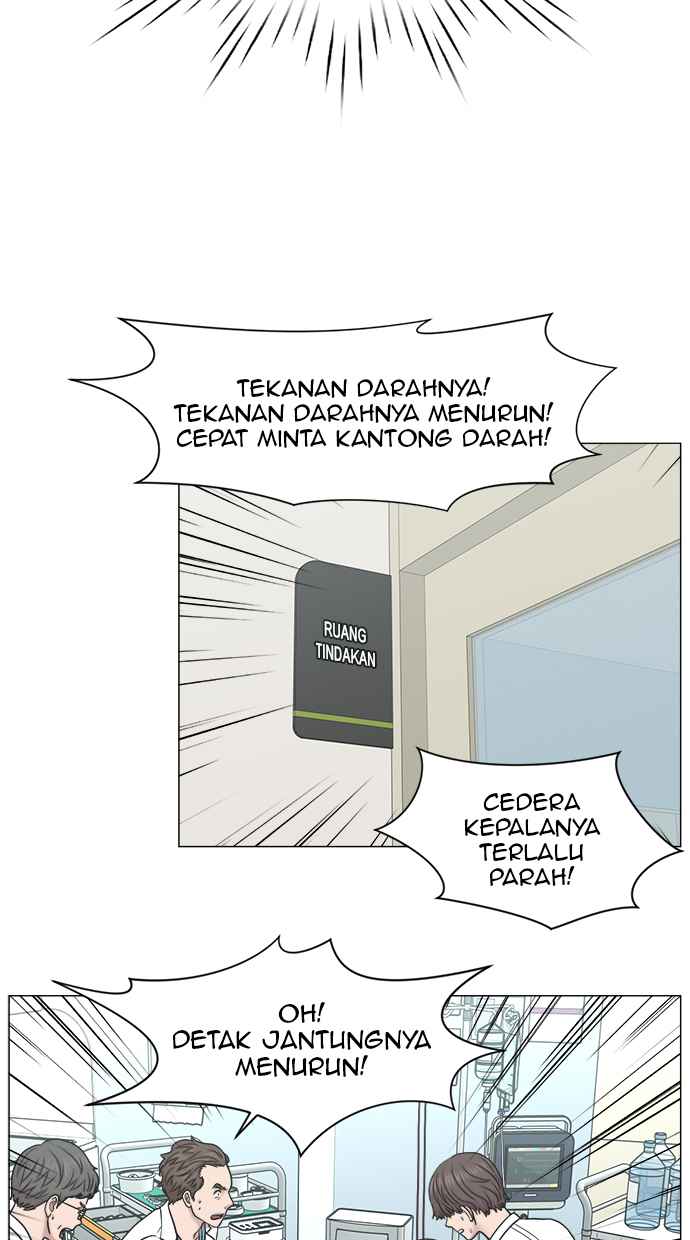 TEKANAN DARAHNYA!
TEKANAN DARAHNYA MENURUN!
CEPAT MINTA KANTONG DARAH!
RUANG
TINDAKAN
CEDERA
KEPALANYA
TERLALU
PARAH!
OH!
DETAK JANTUNGNYA
MENURUN!